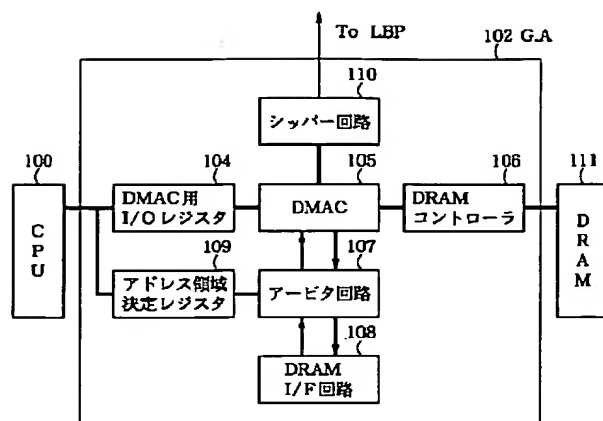 To LBP
102 G.A
110
シッパー回路
100
CPU
104
DMAC用
I/Oレジスタ
105
DMAC
106
DRAM
コントローラ
111
DRAM
109
アドレス領域
決定レジスタ
107
アービタ回路
108
DRAM
I/F回路